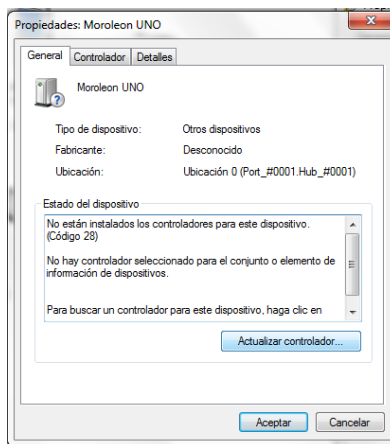 Propiedades: Moroleon UNO
General Controlador Detalles
Moroleon UNO
Tipo de dispositivo: Otros dispositivos
Fabricante: Desconocido
Ubicación: Ubicación 0 (Port_#0001.Hub_#0001)
Estado del dispositivo
No están instalados los controladores para este dispositivo.
(Código 28)
No hay controlador seleccionado para el conjunto o elemento de
información de dispositivos.
Para buscar un controlador para este dispositivo, haga clic en
Actualizar controlador...
Aceptar Cancelar